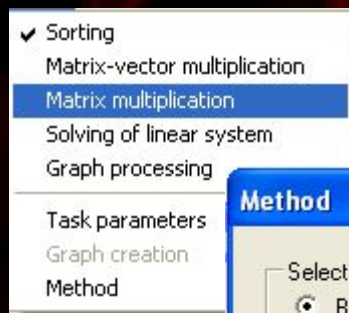 Sorting
Matrix-vector multiplication
Matrix multiplication
Solving of linear system
Graph processing
Task parameters
Graph creation
Method
Method
Select